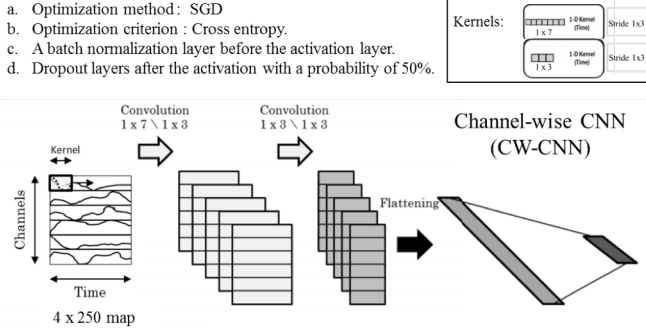 a. Optimization method: SGD
b. Optimization criterion : Cross entropy.
c. A batch normalization layer before the activation layer.
d. Dropout layers after the activation with a probability of 50%.
Kernels:
1-D Kernel
(Time)
Stride 1x3
1 x 7
1-D Kernel
(Time)
Stride 1x3
1 x 3
Convolution
1 x 7 \ 1 x 3
Convolution
1 x 3 \ 1 x 3
Channel-wise CNN
(CW-CNN)
Kernel
Channels
Flattening
Time
4 x 250 map